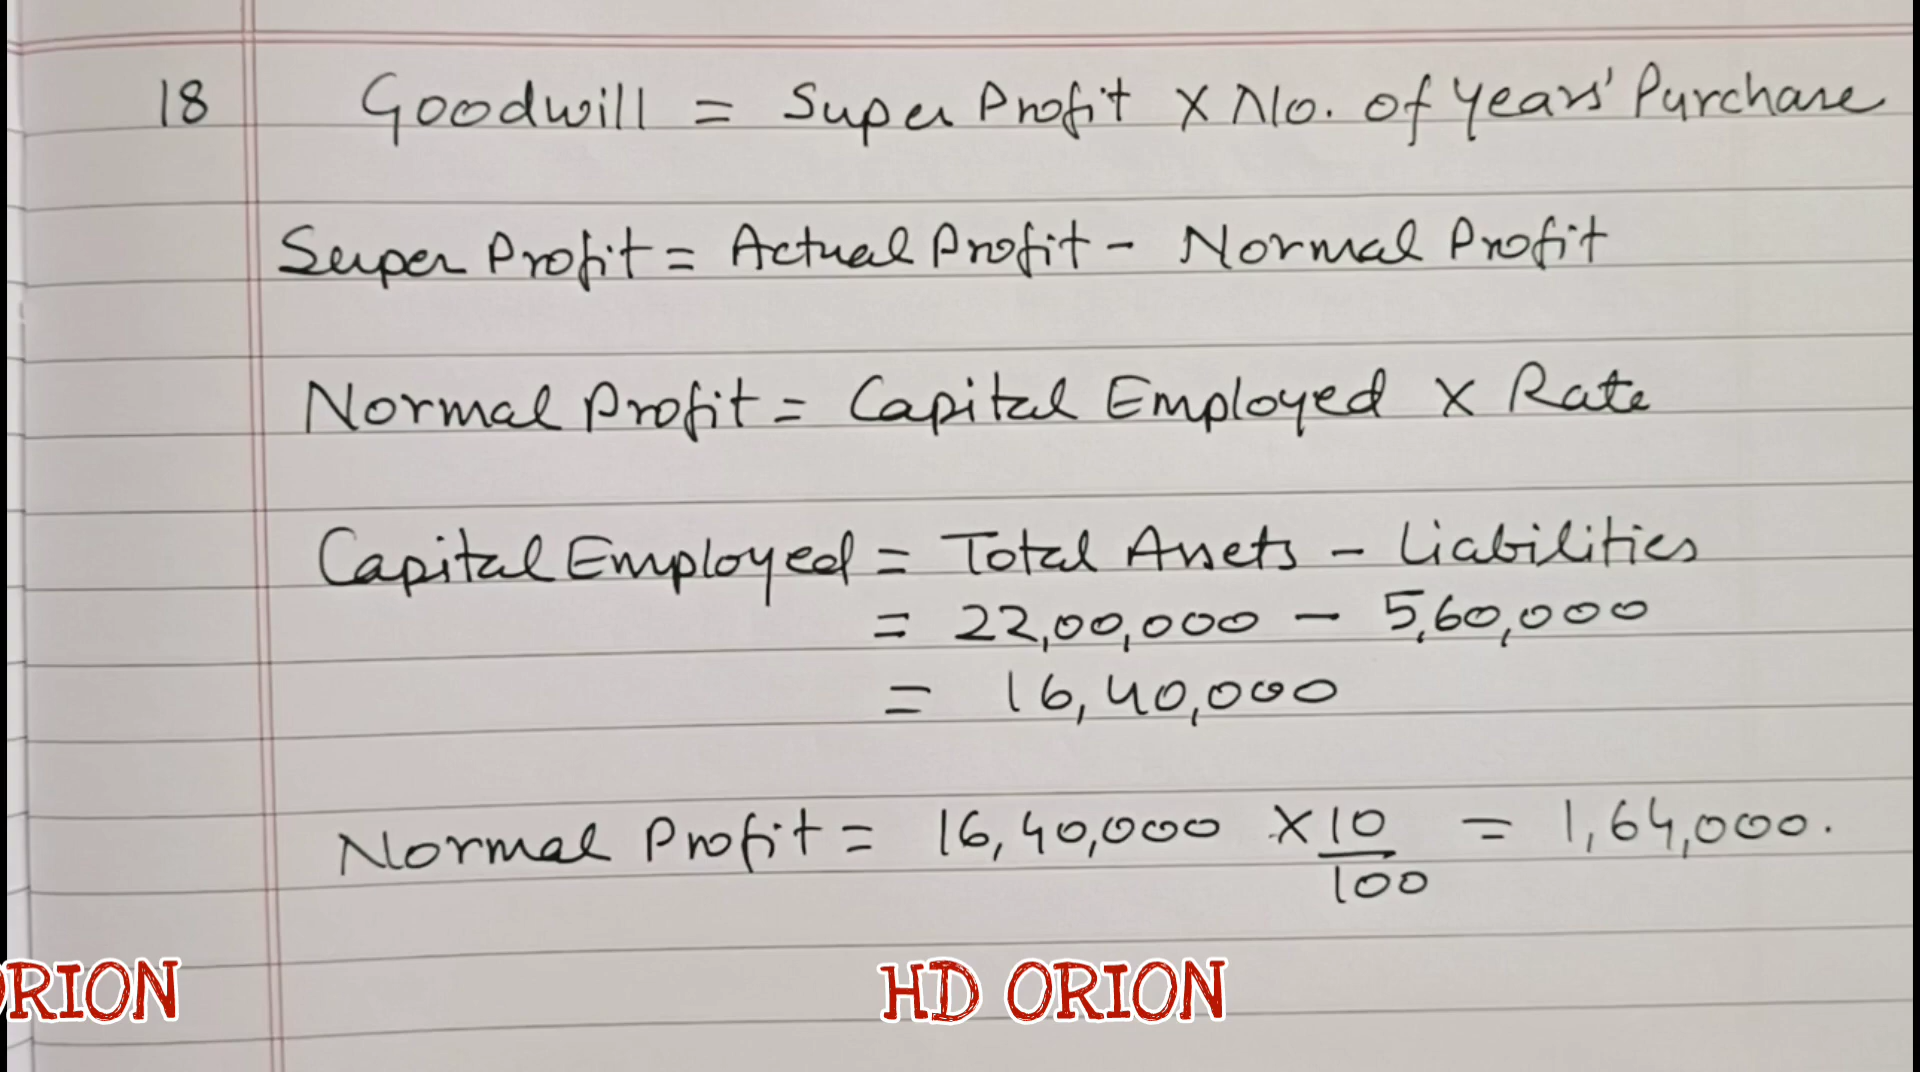 18 Goodwill = Super Profit X No. of Years' Purchase
Super Profit = Actual Profit - Normal Profit
Normal Profit = Capital Employed X Rate
Capital Employed = Total Assets - Liabilities
= 22,00,000 - 5,60,000
= 16,40,000
Normal Profit = 16,40,000 X 10/100 = 1,64,000.
ORION HD ORION